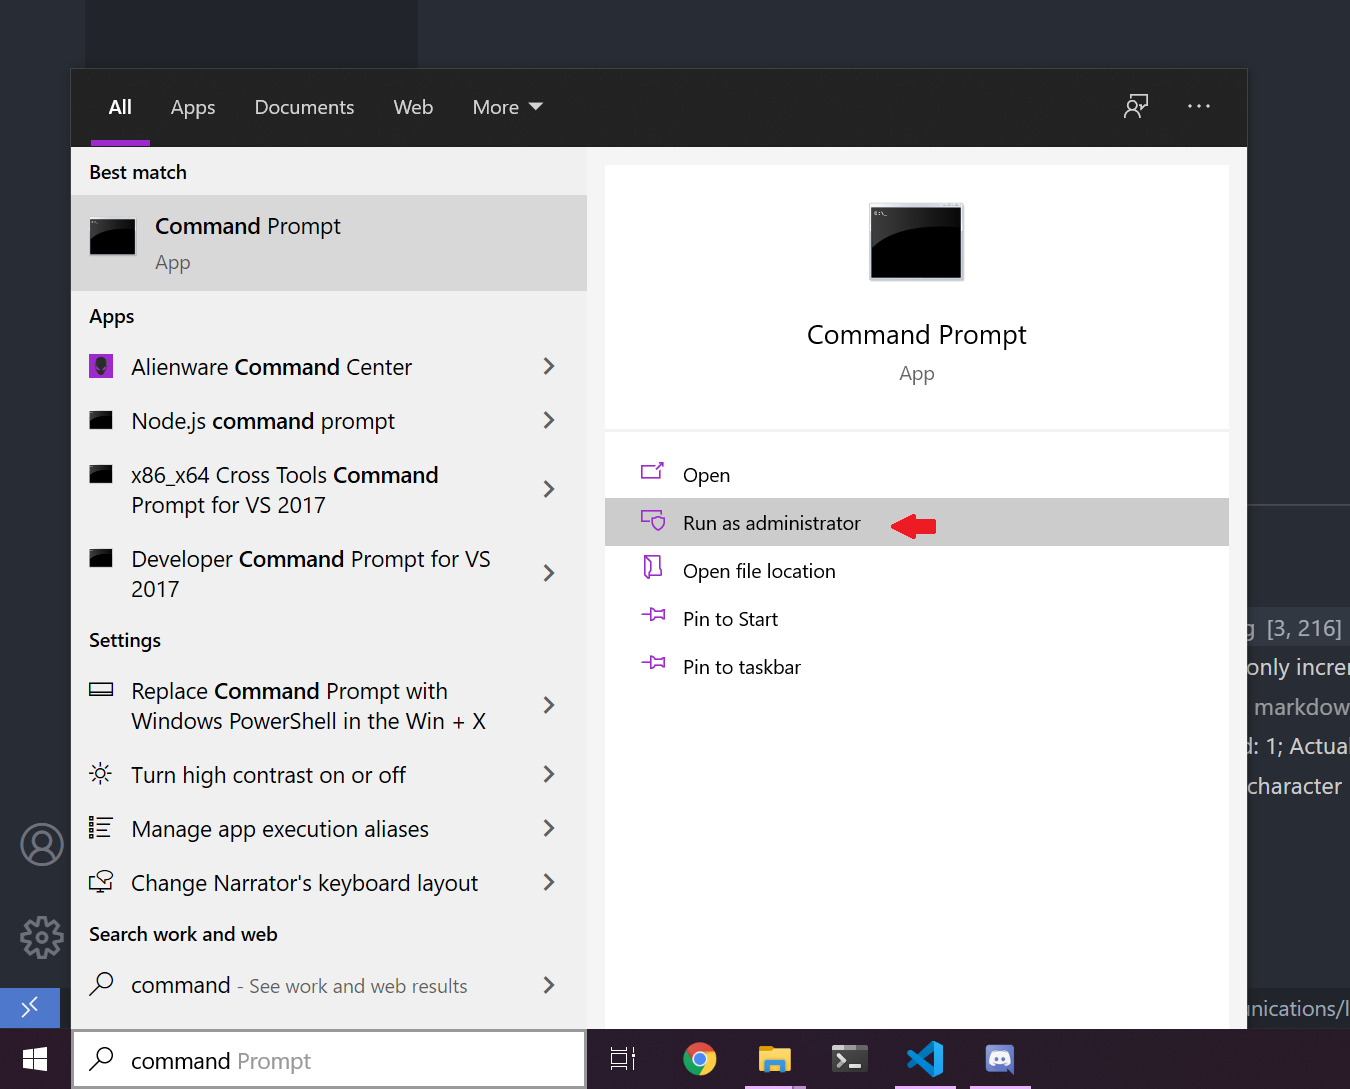 All Apps Documents Web More
Best match
Command Prompt
App
Apps
Alienware Command Center
Node.js command prompt
x86_x64 Cross Tools Command
Prompt for VS 2017
Developer Command Prompt for VS
2017
Settings
Replace Command Prompt with
Windows PowerShell in the Win + X
Turn high contrast on or off
Manage app execution aliases
Change Narrator's keyboard layout
Search work and web
command - See work and web results
command Prompt
Command Prompt
App
Open
Run as administrator
Open file location
Pin to Start
Pin to taskbar
[3, 216]
only
markdow
1; Actual
character